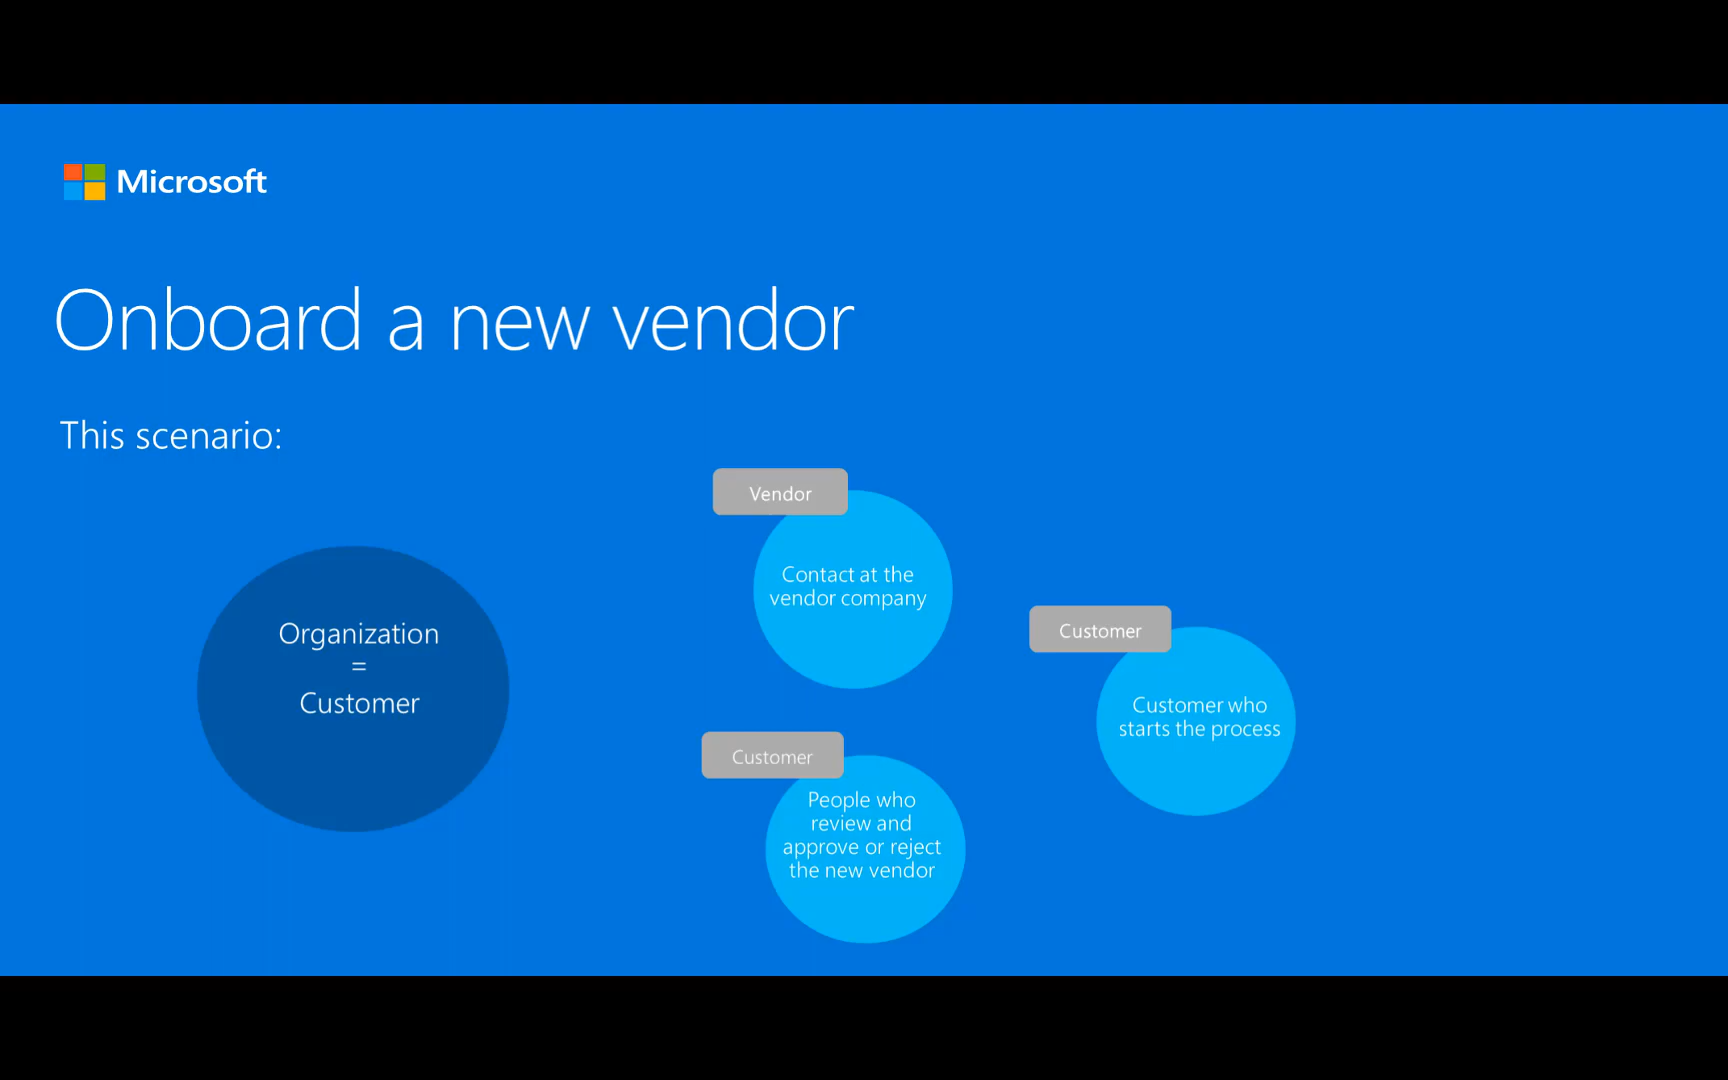 Microsoft
Onboard a new vendor
This scenario:
Organization
=
Customer
Vendor
Contact at the
vendor company
Customer
Customer who
starts the process
Customer
People who
review and
approve or reject
the new vendor